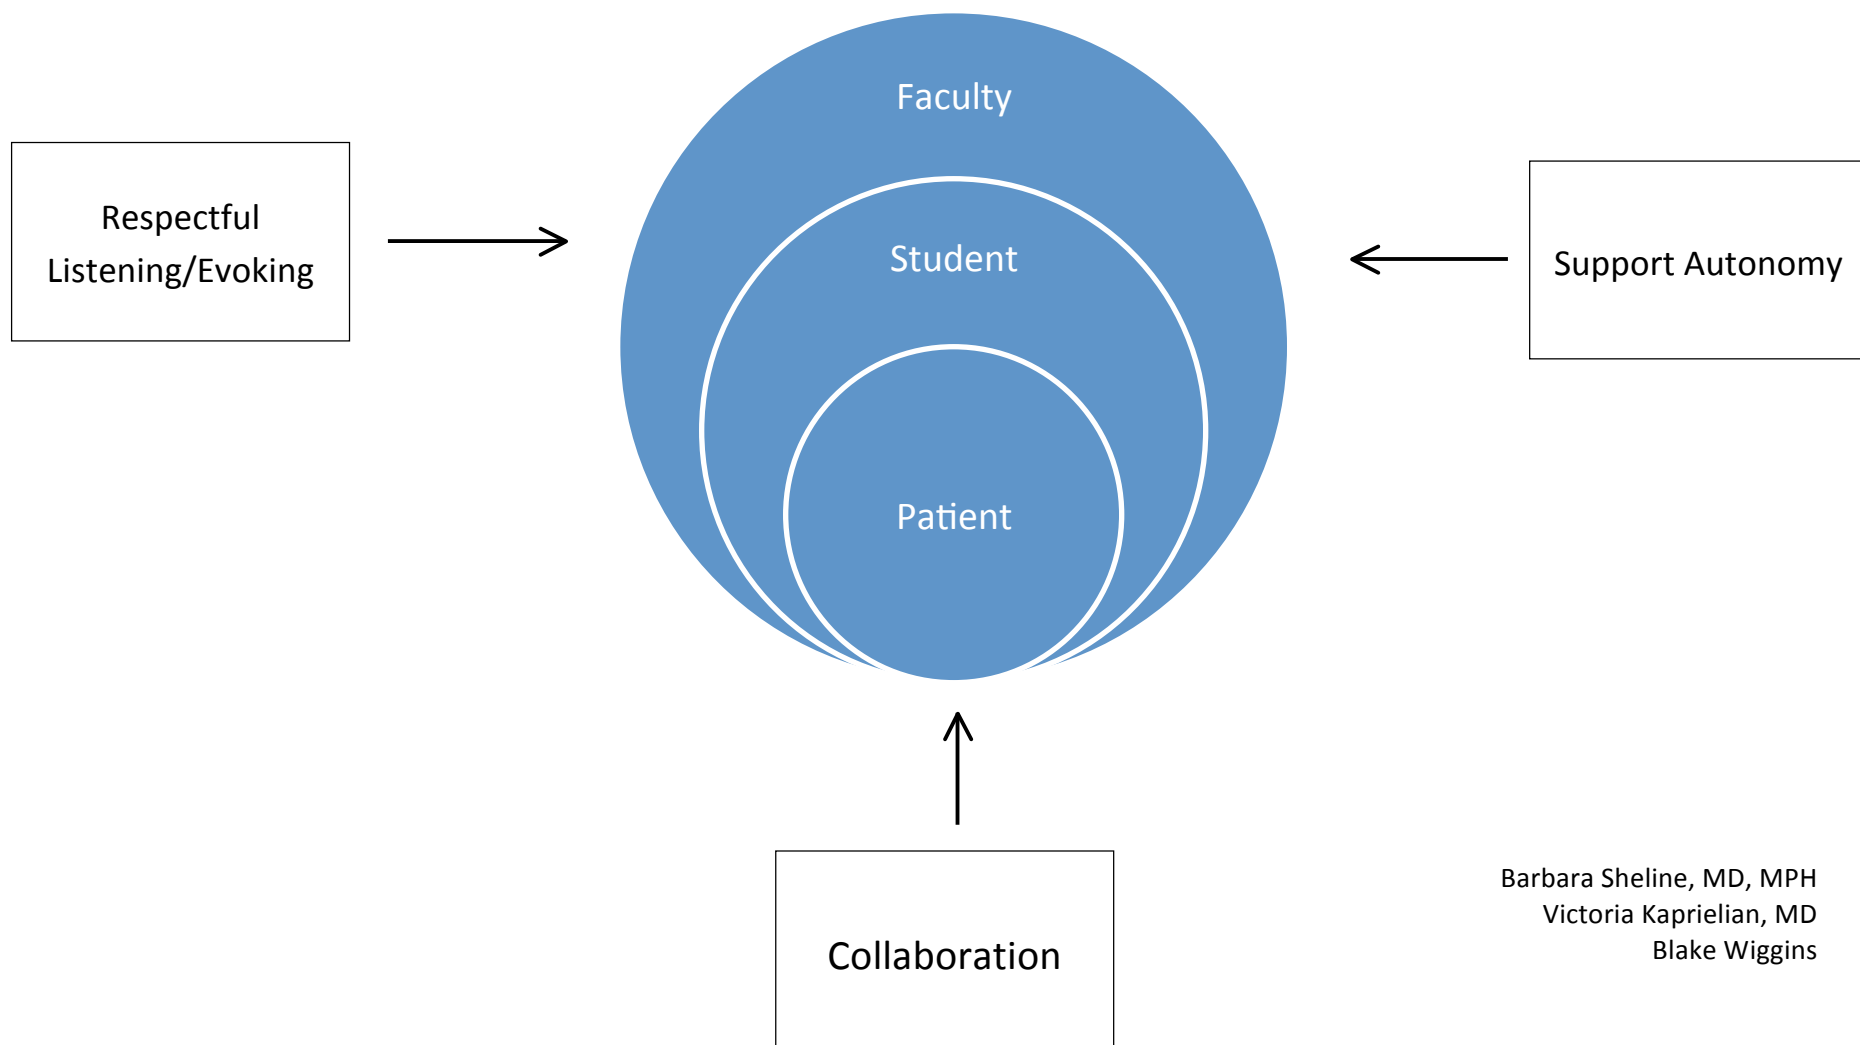 Faculty
Respectful
Listening/Evoking
Student
Support Autonomy
Patient
Collaboration
Barbara Sheline, MD, MPH
Victoria Kaprielian, MD
Blake Wiggins